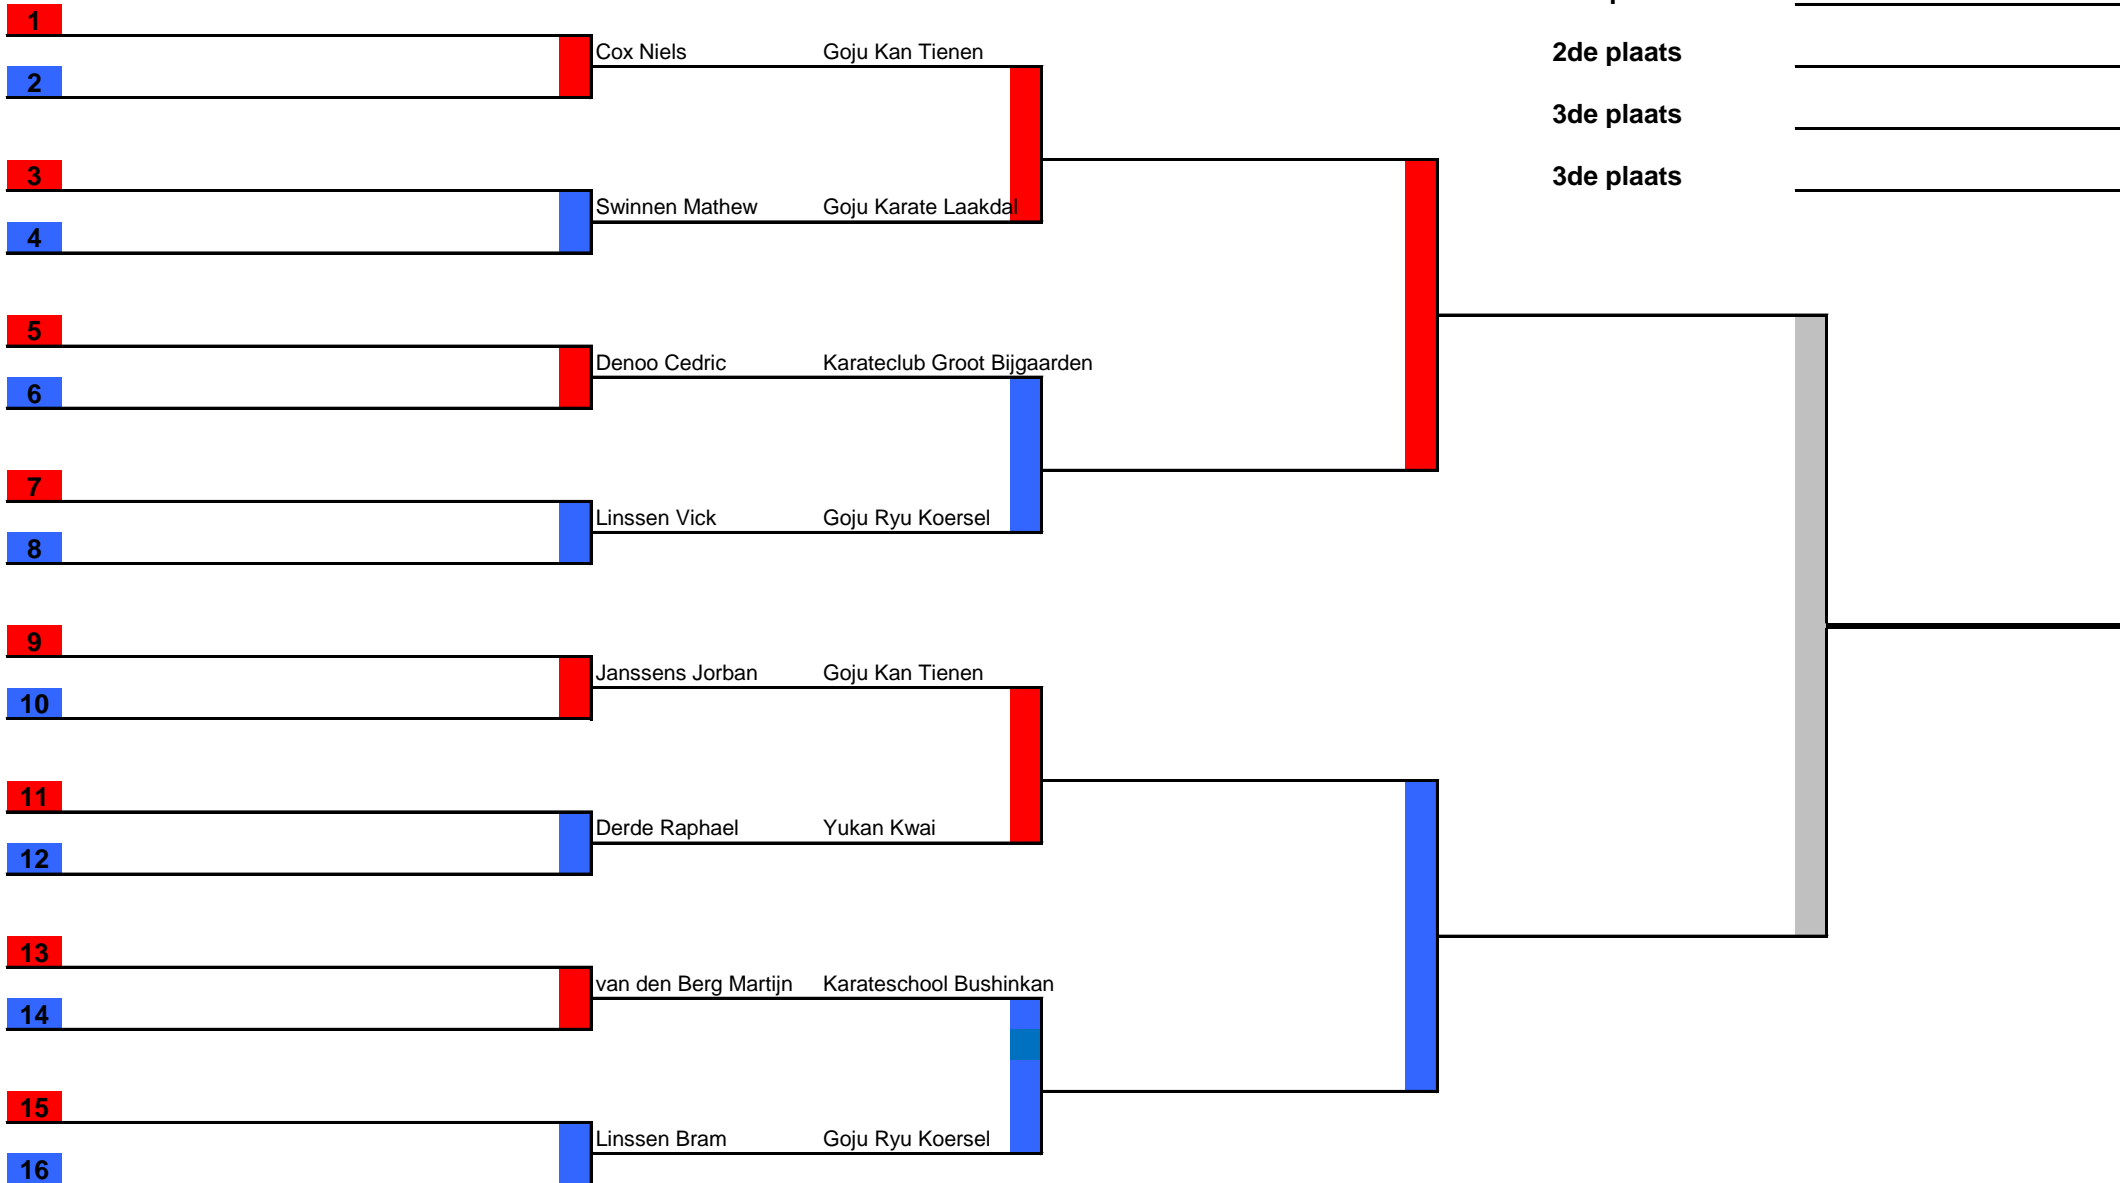 1
Cox Niels Goju Kan Tienen 2de plaats
2
3de plaats
3 3de plaats
Swinnen Mathew Goju Karate Laakdal
4
5
Denoo Cedric Karateclub Groot Bijgaarden
6
7
Linssen Vick Goju Ryu Koersel
8
9
Janssens Jorban Goju Kan Tienen
10
11
Derde Raphael Yukan Kwai
12
13
van den Berg Martijn Karateschool Bushinkan
14
15
Linssen Bram Goju Ryu Koersel
16